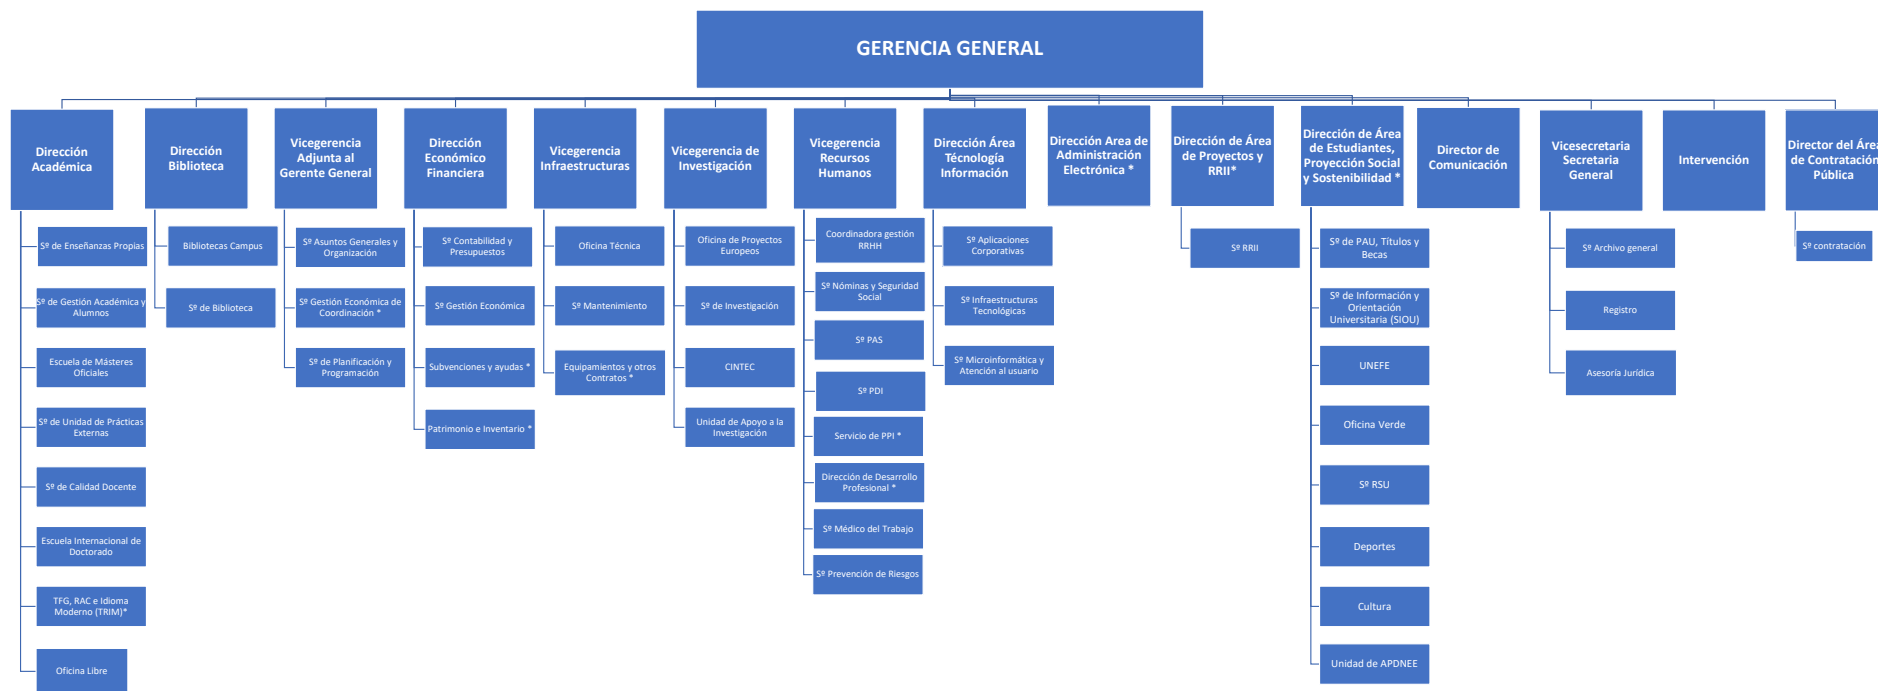 GERENCIA GENERAL
Dirección
Académica
Sº de Enseñanzas Propias
Sº de Gestión Académica y
Alumnos
Escuela de Másteres
Oficiales
Sº de Unidad de Prácticas
Externas
Sº de Calidad Docente
Escuela Internacional de
Doctorado
TFG, RAC e Idioma
Moderno (TRIM)*
Oficina Libre
Dirección
Biblioteca
Bibliotecas Campus
Sº de Biblioteca
Vicegerencia
Adjunta al
Gerente General
Sº Asuntos Generales y
Organización
Sº Gestión Económica de
Coordinación *
Sº de Planificación y
Programación
Dirección
Económico
Financiera
Sº Contabilidad y
Presupuestos
Sº Gestión Económica
Subvenciones y ayudas *
Patrimonio e Inventario *
Vicegerencia
Infraestructuras
Oficina Técnica
Sº Mantenimiento
Equipamientos y otros
Contratos *
Vicegerencia de
Investigación
Oficina de Proyectos
Europeos
Sº de Investigación
CINTEC
Unidad de Apoyo a la
Investigación
Vicegerencia
Recursos
Humanos
Coordinadora gestión
RRHH
Sº Nóminas y Seguridad
Social
Sº PAS
Sº PDI
Servicio de PPI *
Dirección de Desarrollo
Profesional *
Sº Médico del Trabajo
Sº Prevención de Riesgos
Dirección Área
Técnología
Información
Sº Aplicaciones
Corporativas
Sº Infraestructuras
Tecnológicas
Sº Microinformática y
Atención al usuario
Dirección Area de
Administración
Electrónica *
Dirección de Área
de Proyectos y
RRII*
Sº RRII
Dirección de Área
de Estudiantes,
Proyección Social
y Sostenibilidad *
Sº de PAU, Títulos y
Becas
Sº de Información y
Orientación
Universitaria (SIOU)
UNEFE
Oficina Verde
Sº RSU
Deportes
Cultura
Unidad de APDNEE
Director de
Comunicación
Vicesecretaria
Secretaria
General
Sº Archivo general
Registro
Asesoría Jurídica
Intervención
Director del Área
de Contratación
Pública
Sº contratación